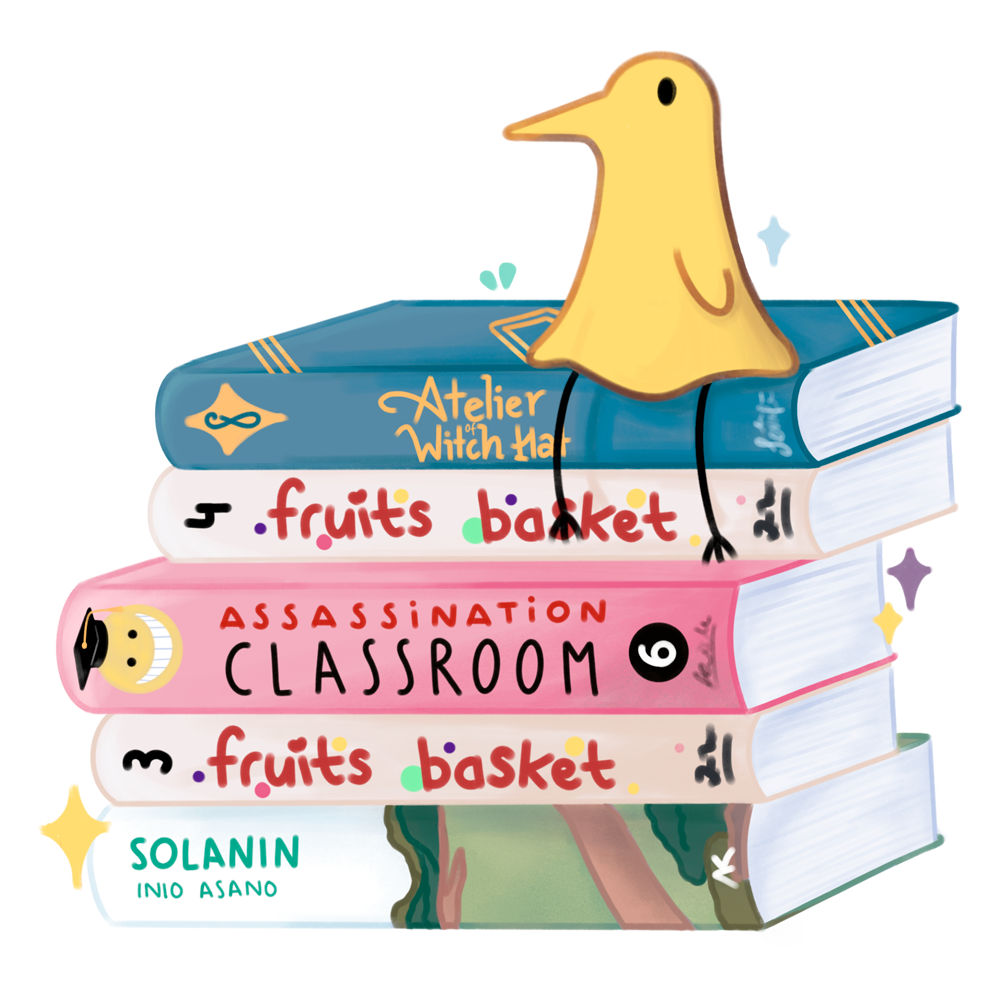 Atelier
of
Witch Hat
4 fruits basket
ASSASSINATION
CLASSROOM 6
3 fruits basket
SOLANIN
INIO ASANO